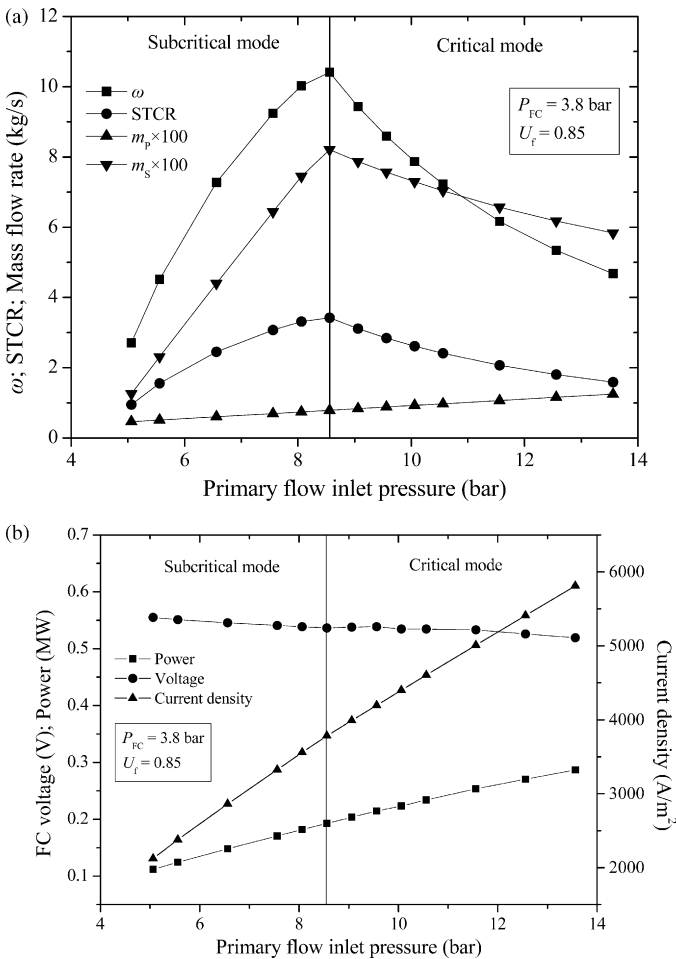 (a)
12
10
8
6
4
2
0
ω; STCR; Mass flow rate (kg/s)
Subcritical mode
Critical mode
ω
STCR
mP×100
mS×100
PFC = 3.8 bar
Uf = 0.85
4 6 8 10 12 14
Primary flow inlet pressure (bar)
(b)
0.7
0.6
0.5
0.4
0.3
0.2
0.1
FC voltage (V); Power (MW)
Subcritical mode
Critical mode
Power
Voltage
Current density
PFC = 3.8 bar
Uf = 0.85
6000
5000
4000
3000
2000
Current density (A/m²)
4 6 8 10 12 14
Primary flow inlet pressure (bar)